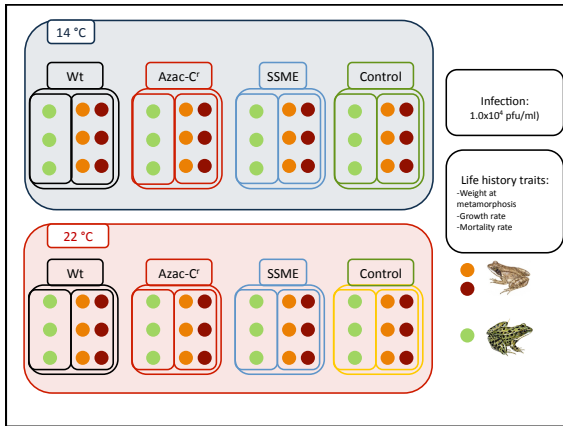 14 °C
Wt
Azac-Cʳ
SSME
Control
22 °C
Wt
Azac-Cʳ
SSME
Control
Infection:
1.0x10⁴ pfu/ml)
Life history traits:
-Weight at
metamorphosis
-Growth rate
-Mortality rate